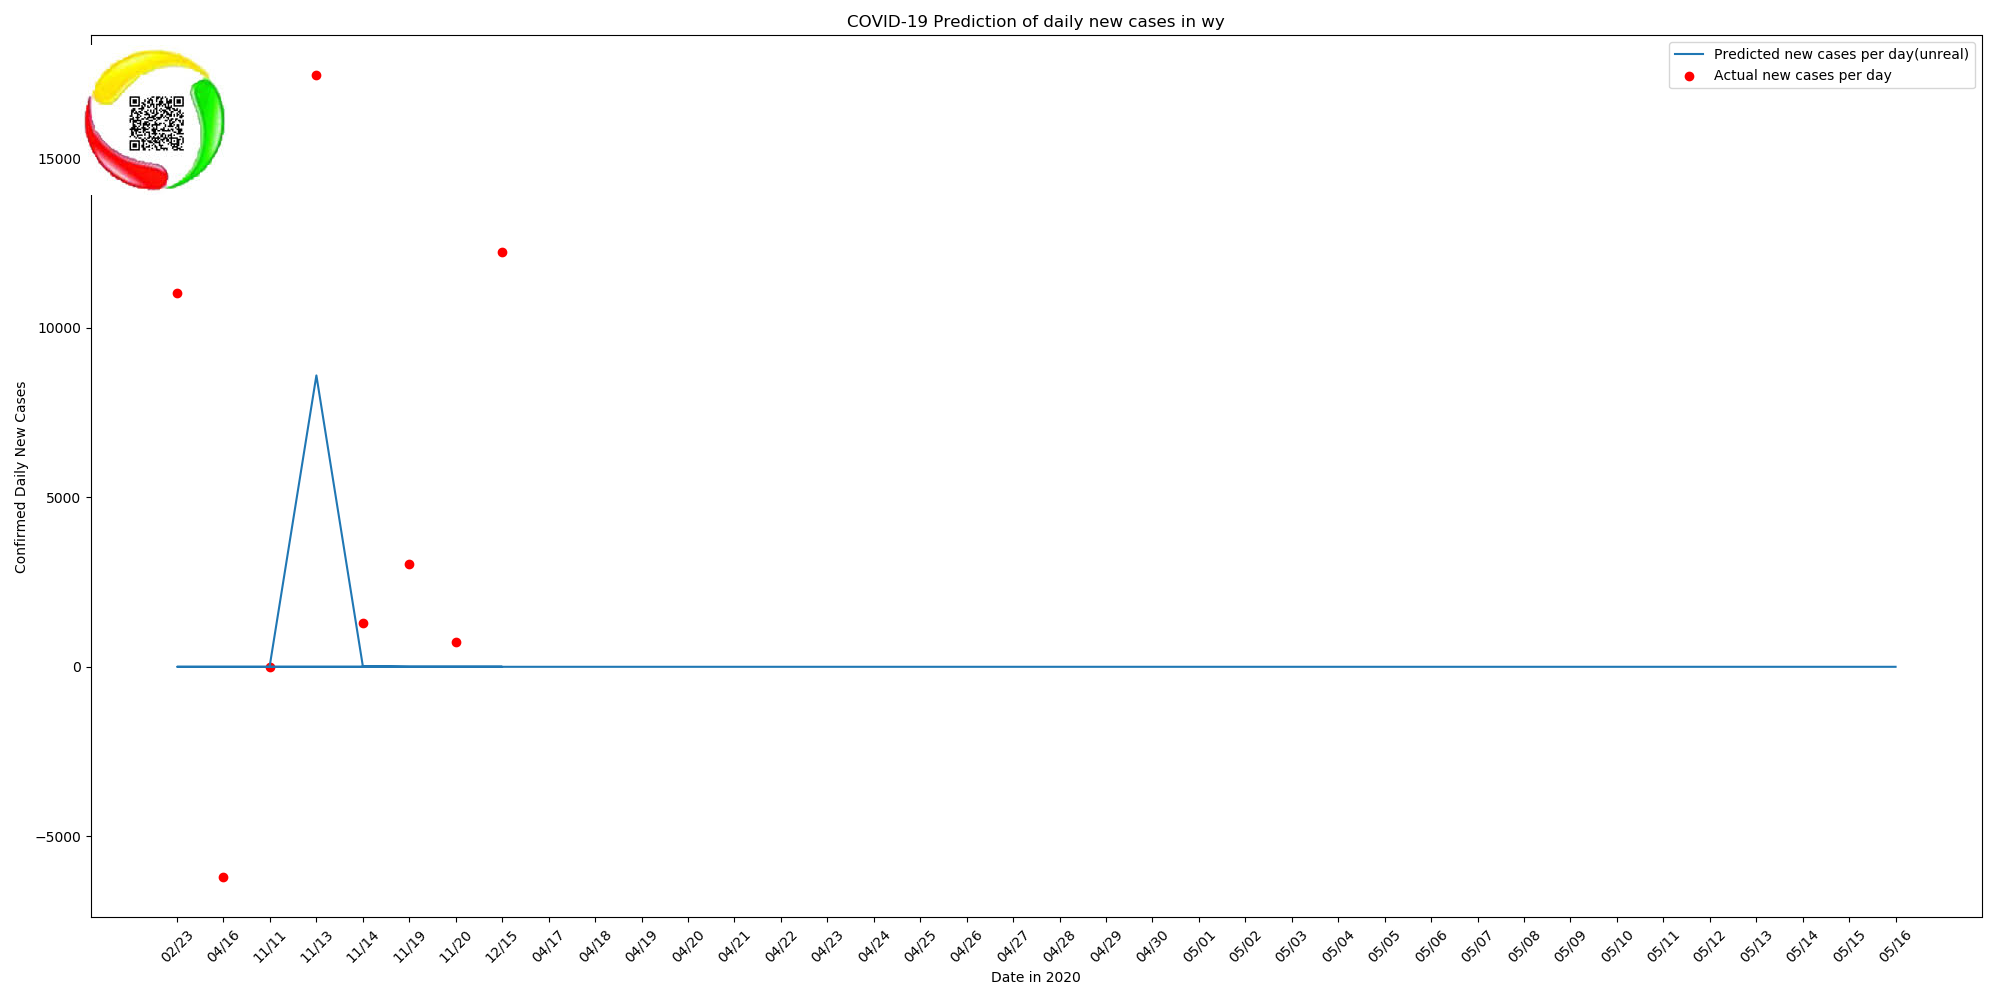 COVID-19 Prediction of daily new cases in wy
Predicted new cases per day(unreal)
Actual new cases per day
15000
10000
5000
0
−5000
Confirmed Daily New Cases
02/23 04/16 11/11 11/13 11/14 11/19 11/20 12/15 04/17 04/18 04/19 04/20 04/21 04/22 04/23 04/24 04/25 04/26 04/27 04/28 04/29 04/30 05/01 05/02 05/03 05/04 05/05 05/06 05/07 05/08 05/09 05/10 05/11 05/12 05/13 05/14 05/15 05/16
Date in 2020